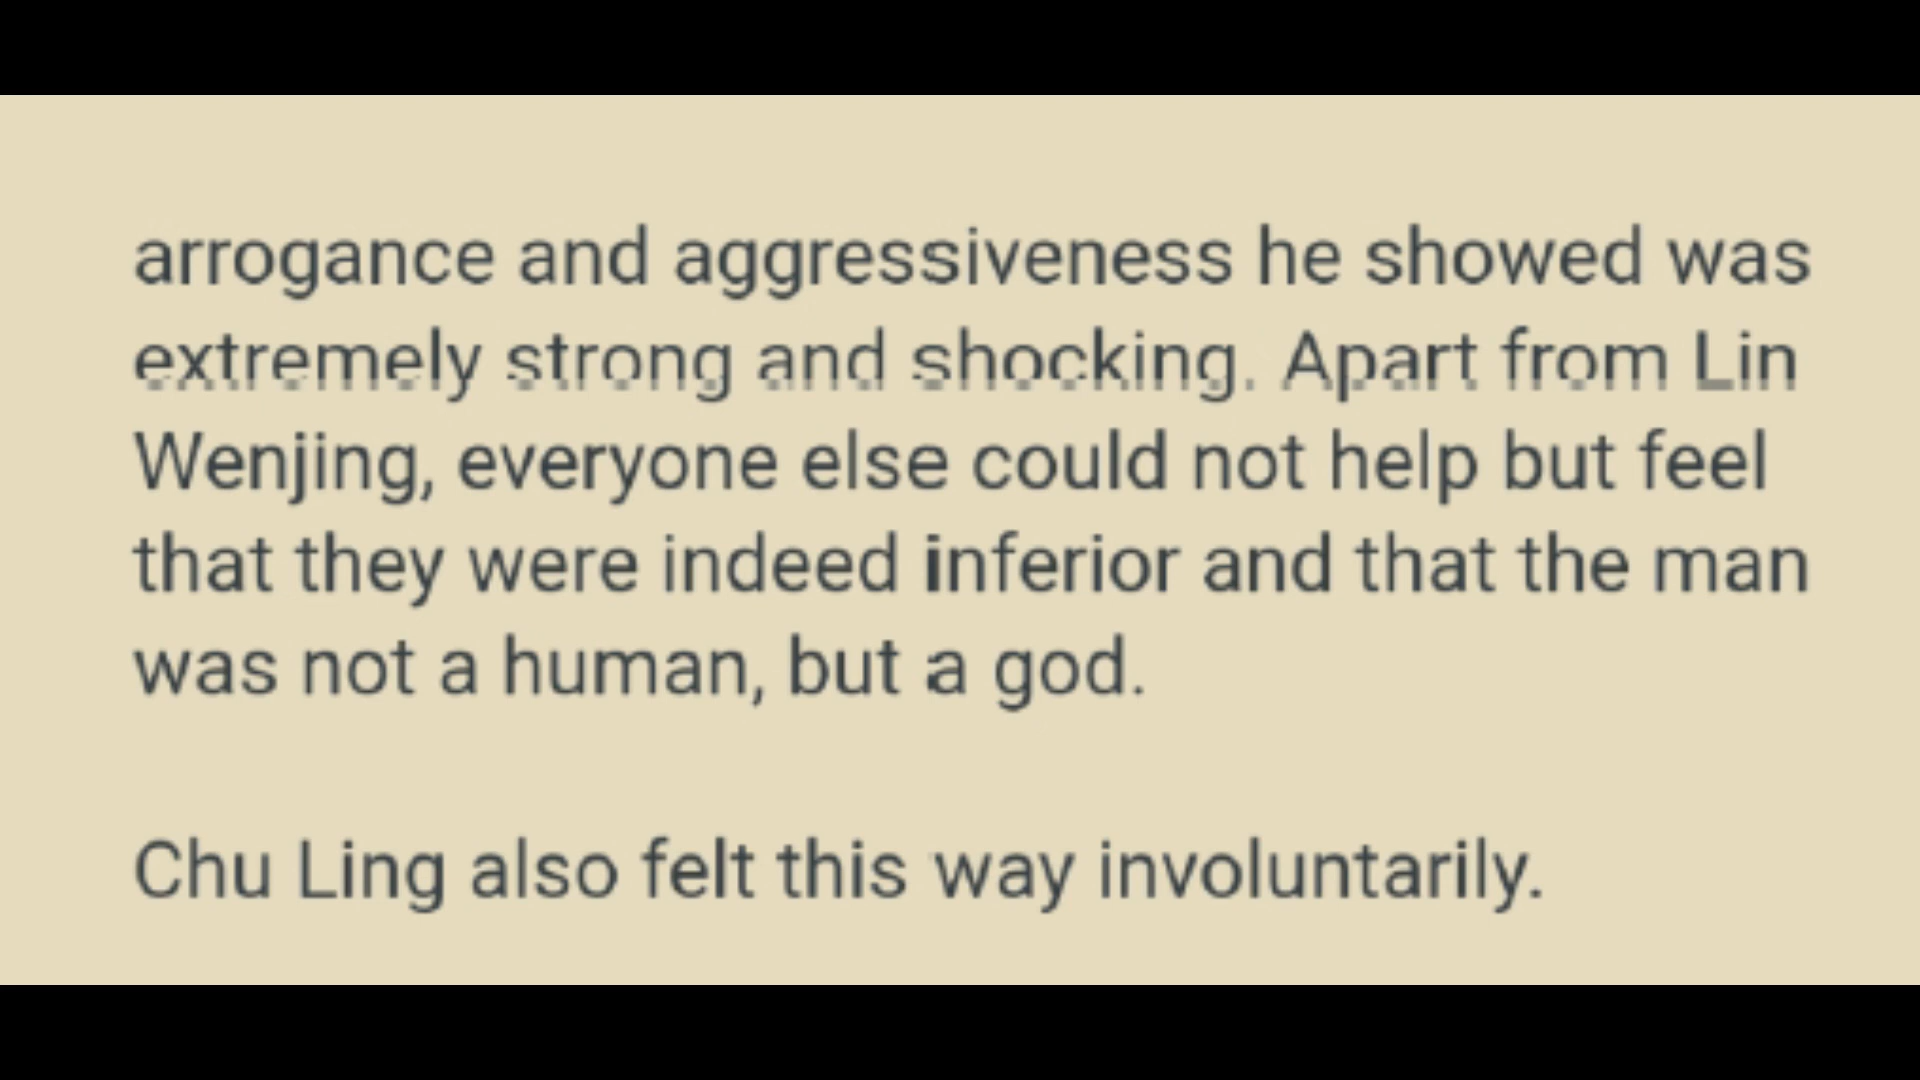 arrogance and aggressiveness he showed was
extremely strong and shocking. Apart from Lin
Wenjing, everyone else could not help but feel
that they were indeed inferior and that the man
was not a human, but a god.
Chu Ling also felt this way involuntarily.